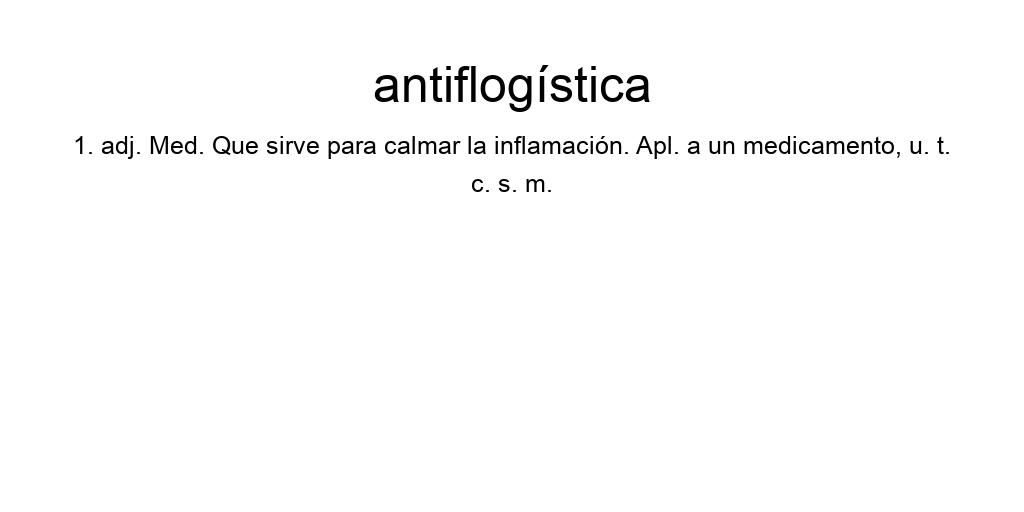 antiflogística
1. adj. Med. Que sirve para calmar la inflamación. Apl. a un medicamento, u. t.
c. s. m.